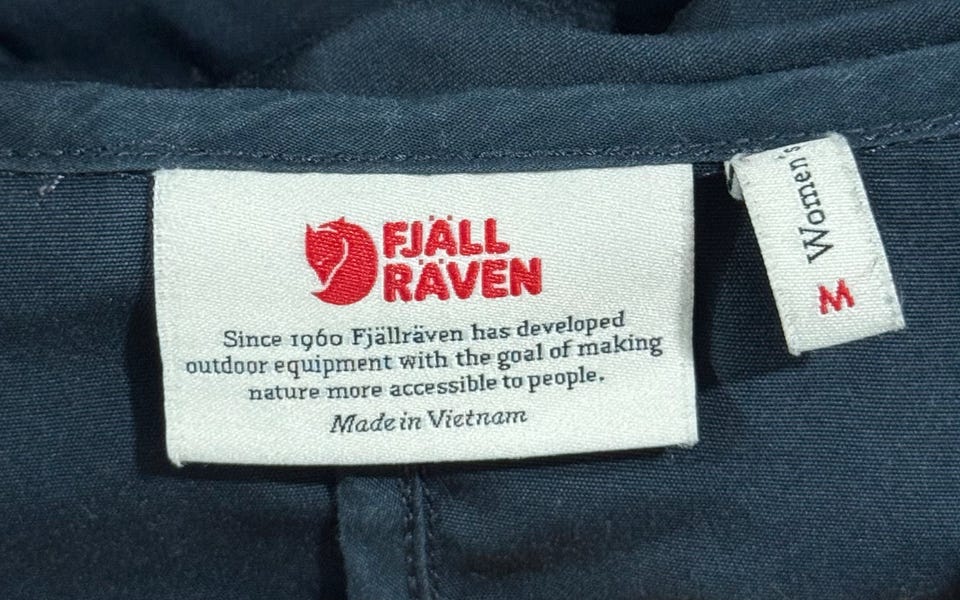 FJÄLL
RÄVEN
Since 1960 Fjällräven has developed
outdoor equipment with the goal of making
nature more accessible to people.
Made in Vietnam
Women's
M